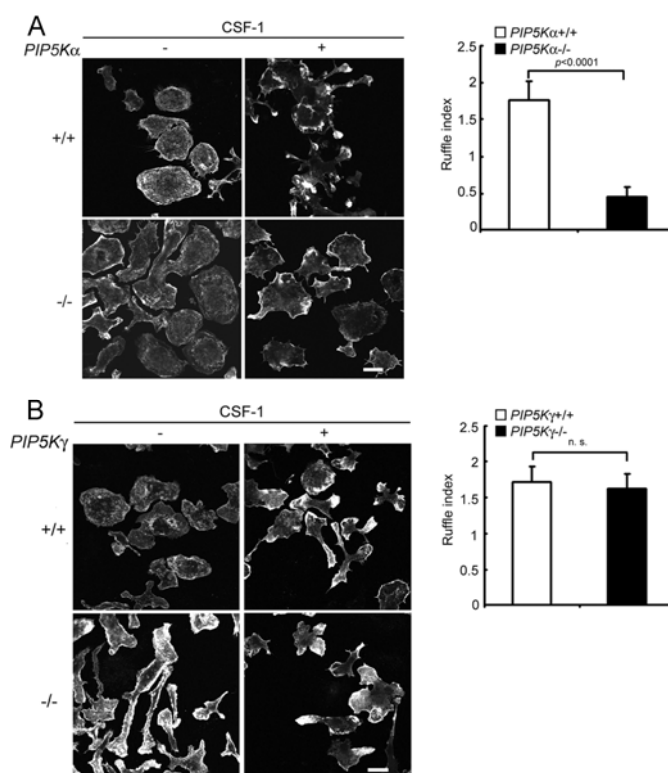 A
CSF-1
PIP5Kα - +
+/+
-/-
PIP5Kα+/+
PIP5Kα-/-
p<0.0001
Ruffle index
2.5
2
1.5
1
0.5
0
B
CSF-1
PIP5Kγ - +
+/+
-/-
PIP5Kγ+/+
PIP5Kγ-/-
n. s.
Ruffle index
2.5
2
1.5
1
0.5
0